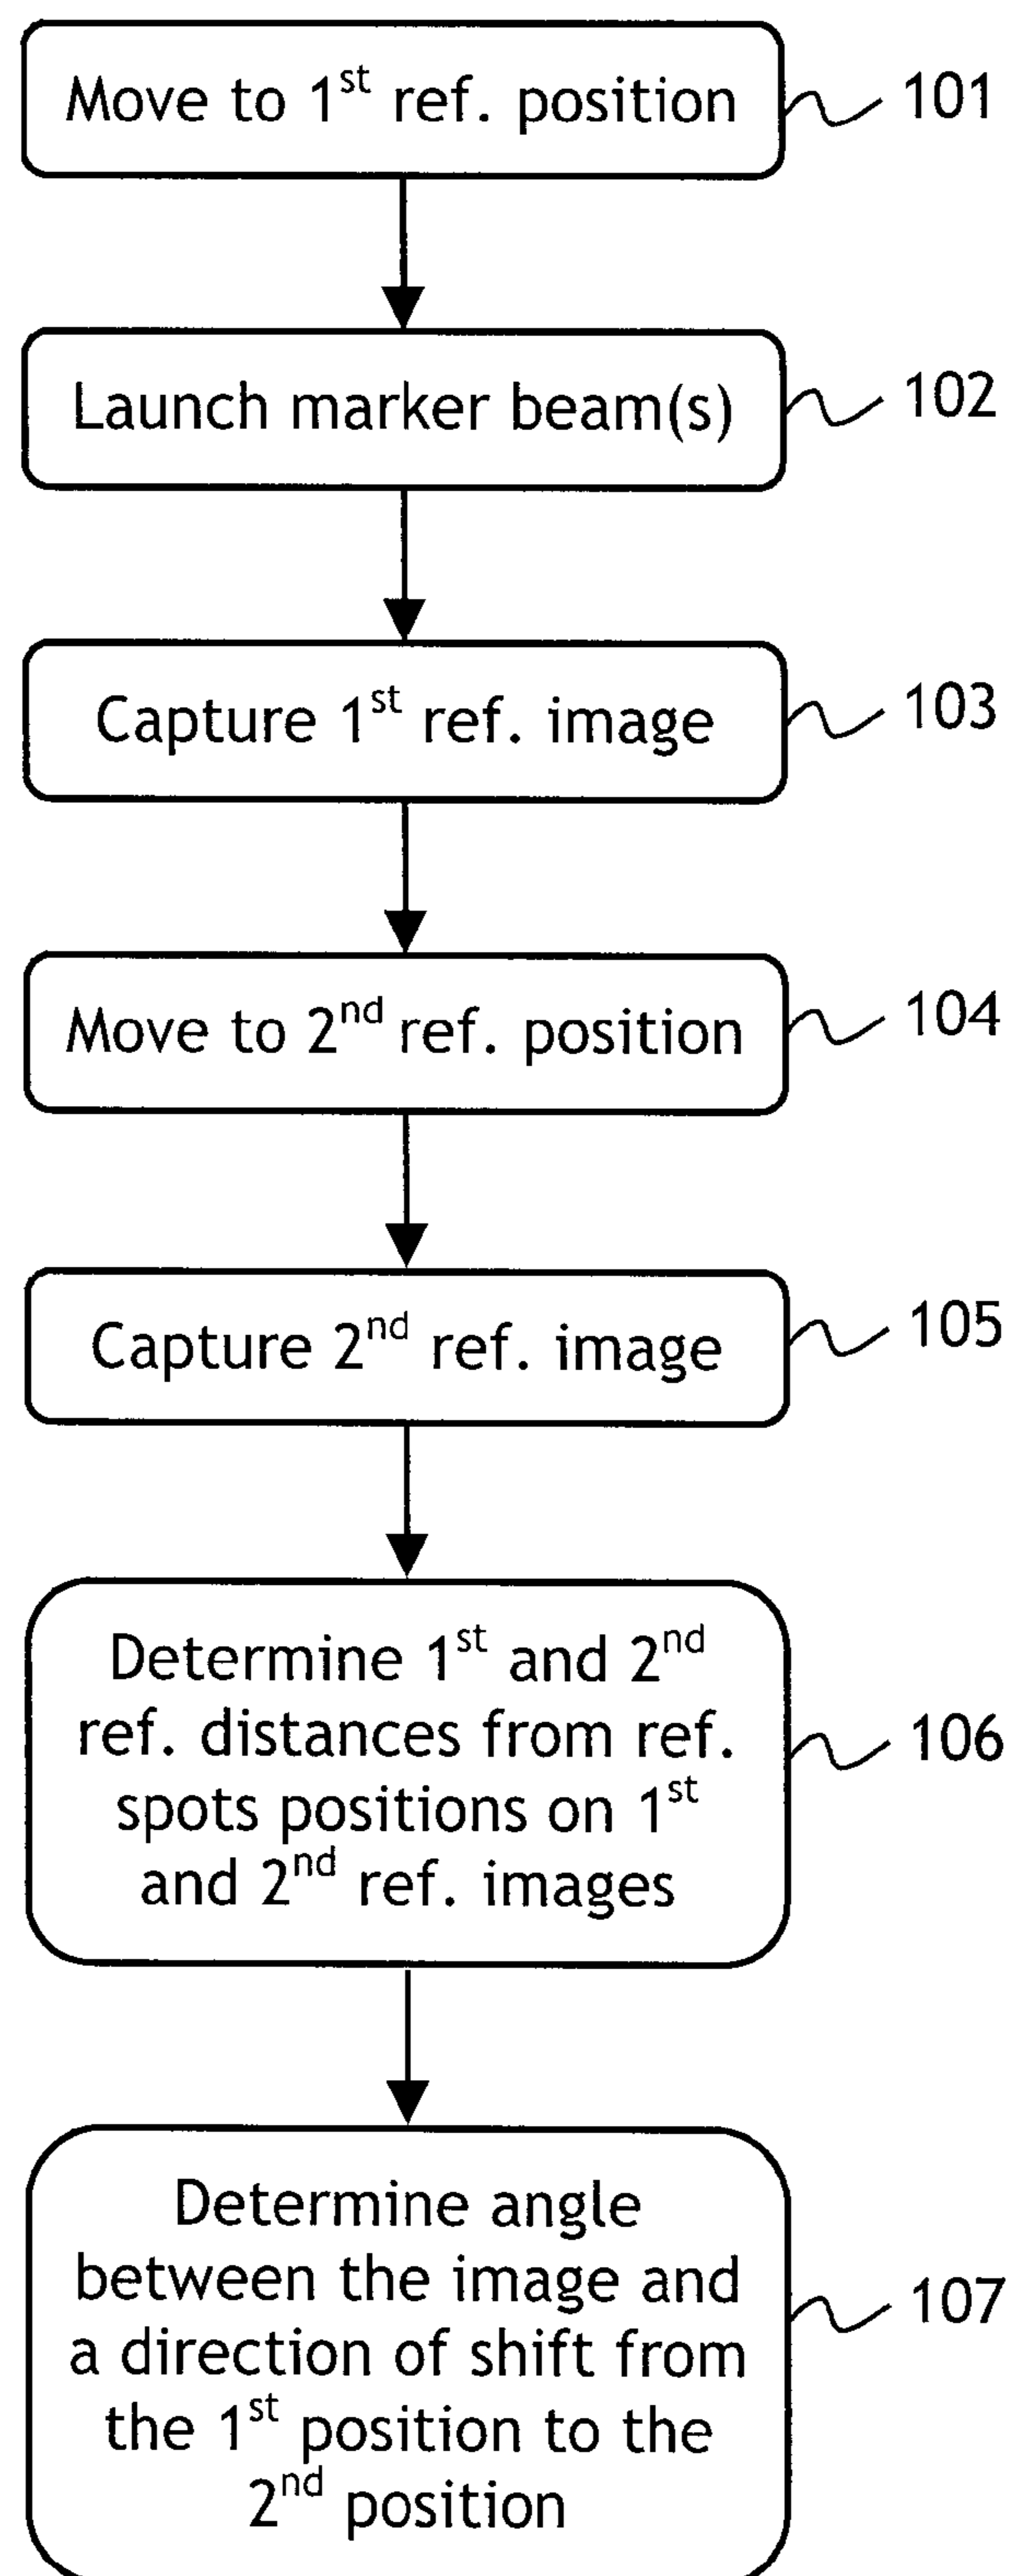 Move to 1st ref. position
101
Launch marker beam(s)
102
Capture 1st ref. image
103
Move to 2nd ref. position
104
Capture 2nd ref. image
105
Determine 1st and 2nd
ref. distances from ref.
spots positions on 1st
and 2nd ref. images
106
Determine angle
between the image and
a direction of shift from
the 1st position to the
2nd position
107